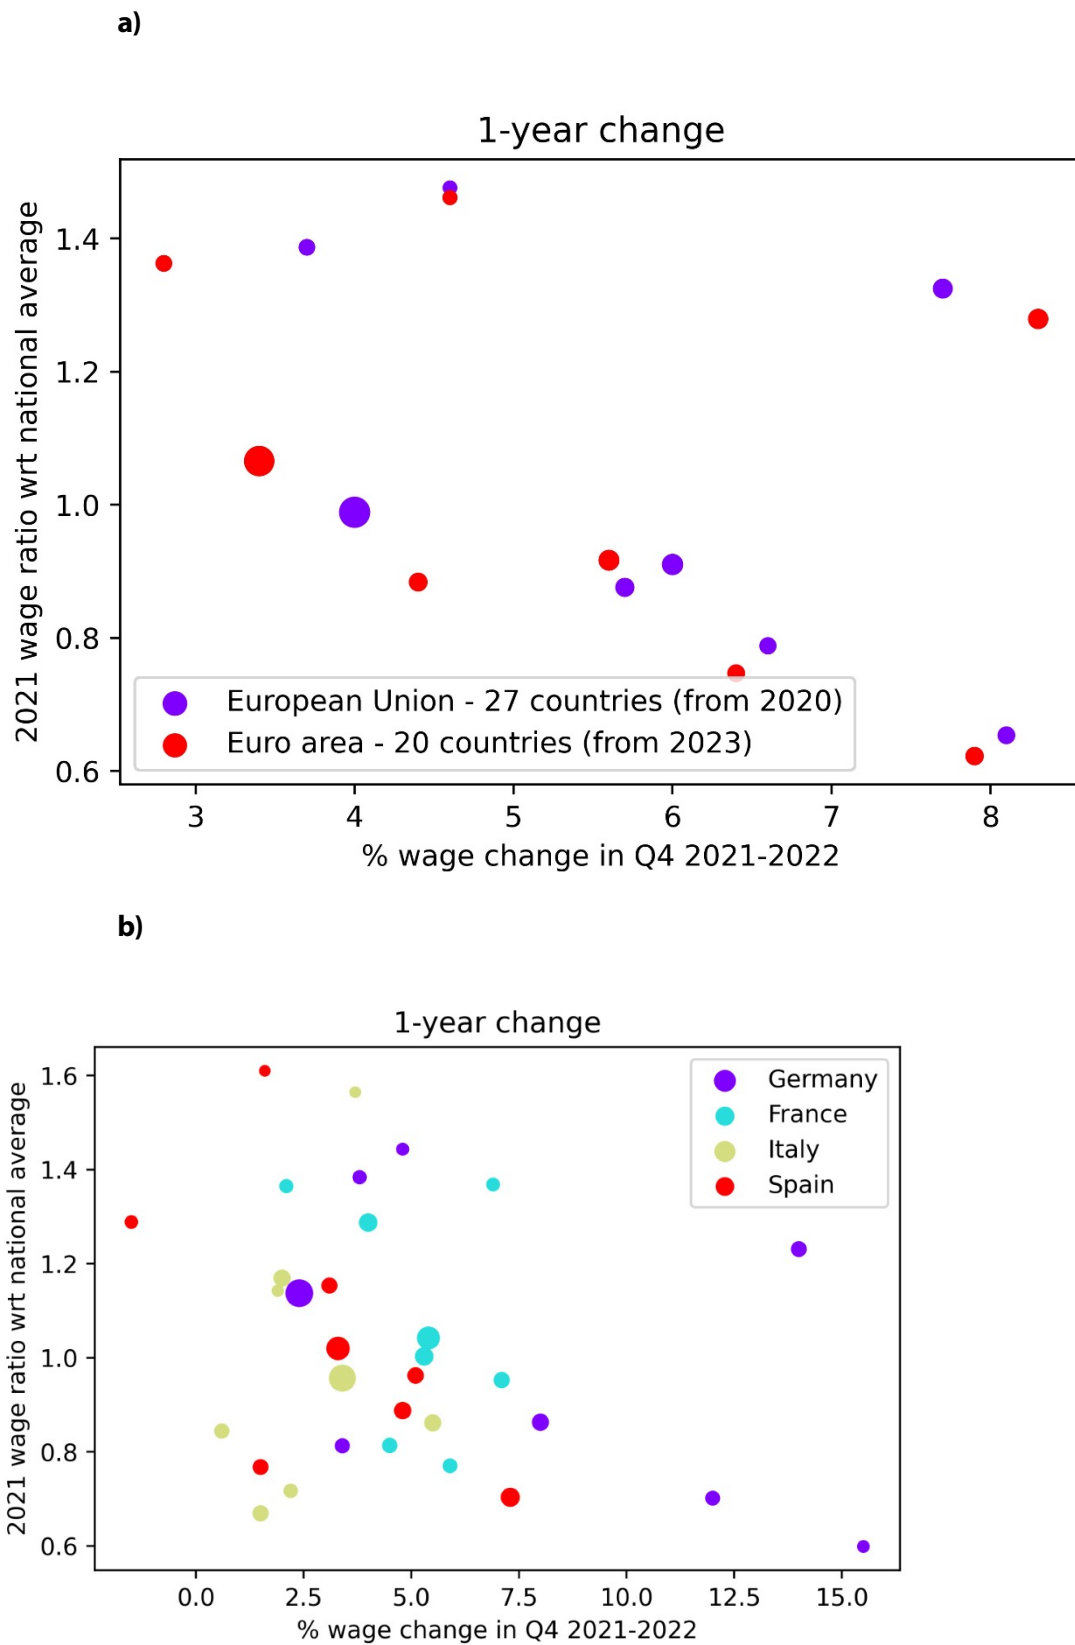 a)
1-year change
2021 wage ratio wrt national average
1.4
1.2
1.0
0.8
0.6
European Union - 27 countries (from 2020)
Euro area - 20 countries (from 2023)
3 4 5 6 7 8
% wage change in Q4 2021-2022
b)
1-year change
2021 wage ratio wrt national average
1.6
1.4
1.2
1.0
0.8
0.6
Germany
France
Italy
Spain
0.0 2.5 5.0 7.5 10.0 12.5 15.0
% wage change in Q4 2021-2022